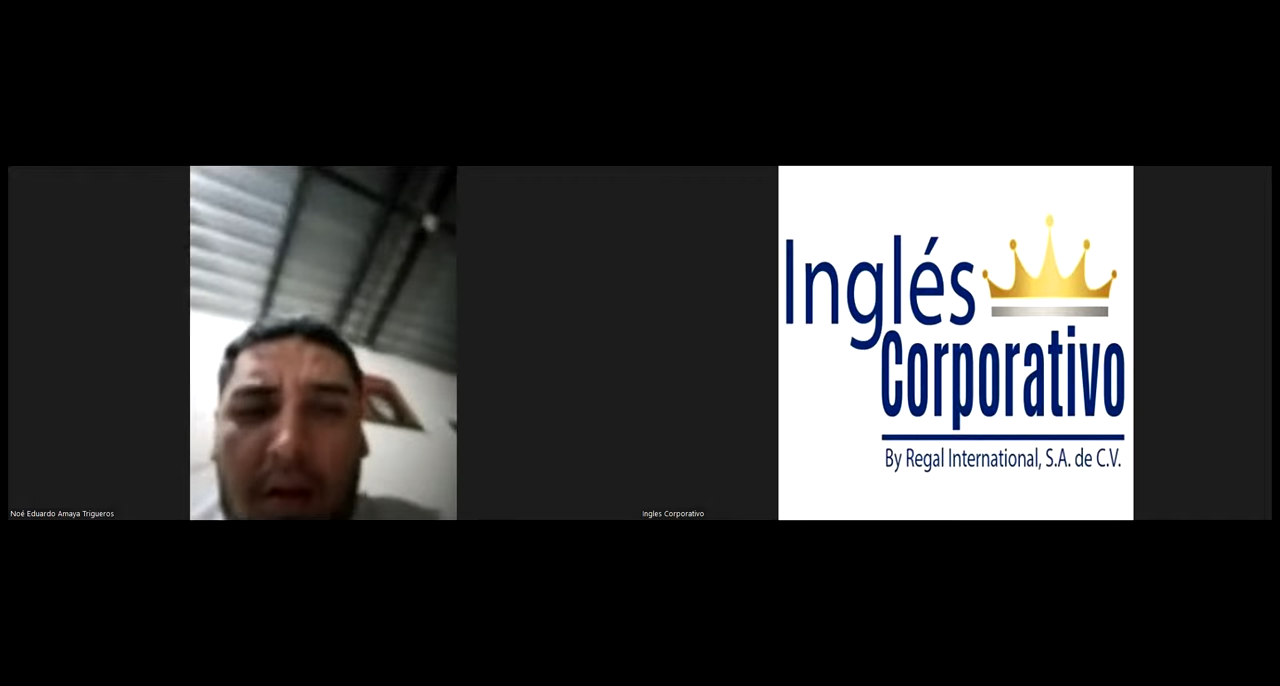 Inglés
Corporativo
By Regal International, S.A. de C.V.
Noé Eduardo Amaya Trigueros
Ingles Corporativo